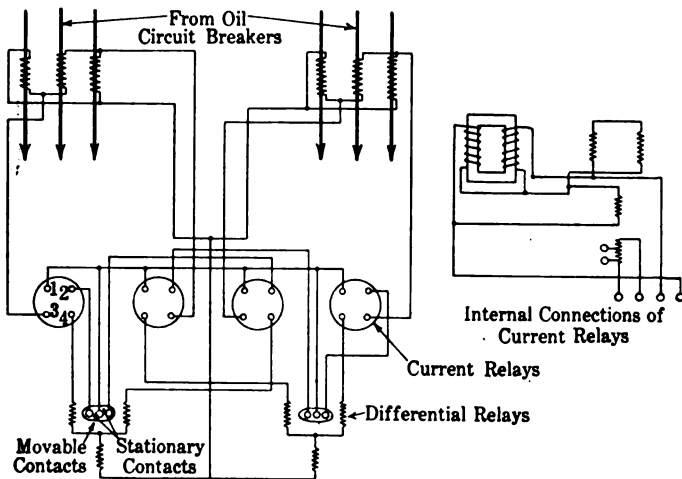 From Oil
Circuit Breakers
1 2
3 4
Internal Connections of
Current Relays
Current Relays
Differential Relays
Movable
Contacts
Stationary
Contacts